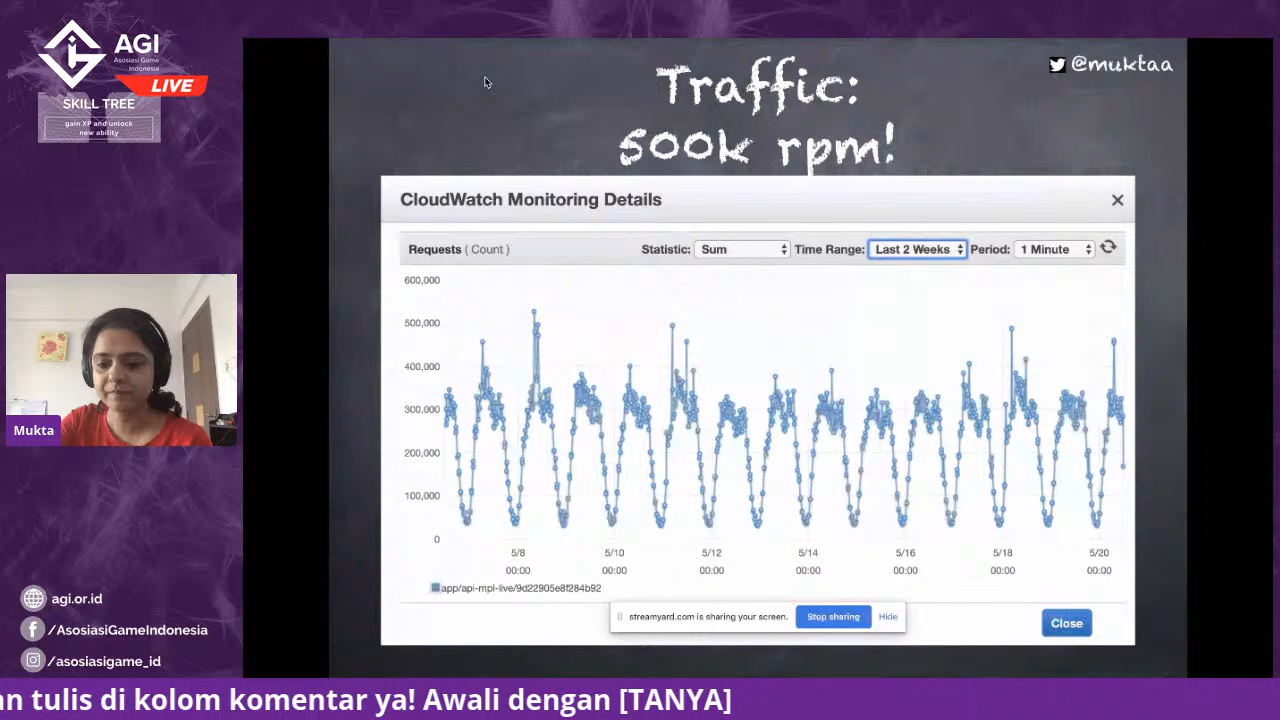 AGI
Asosiasi Game
Indonesia
LIVE
SKILL TREE
gain XP and unlock
new ability
@muktaa
Traffic:
500k rpm!
CloudWatch Monitoring Details
Requests ( Count )
Statistic: Sum Time Range: Last 2 Weeks Period: 1 Minute
600,000
500,000
400,000
300,000
200,000
100,000
0
5/8 5/10 5/12 5/14 5/16 5/18 5/20
00:00 00:00 00:00 00:00 00:00 00:00 00:00
app/api-mpl-live/9d22905e8f284b92
streamyard.com is sharing your screen. Stop sharing Hide
Close
Mukta
agi.or.id
/AsosiasiGameIndonesia
/asosiasigame_id
an tulis di kolom komentar ya! Awali dengan [TANYA]